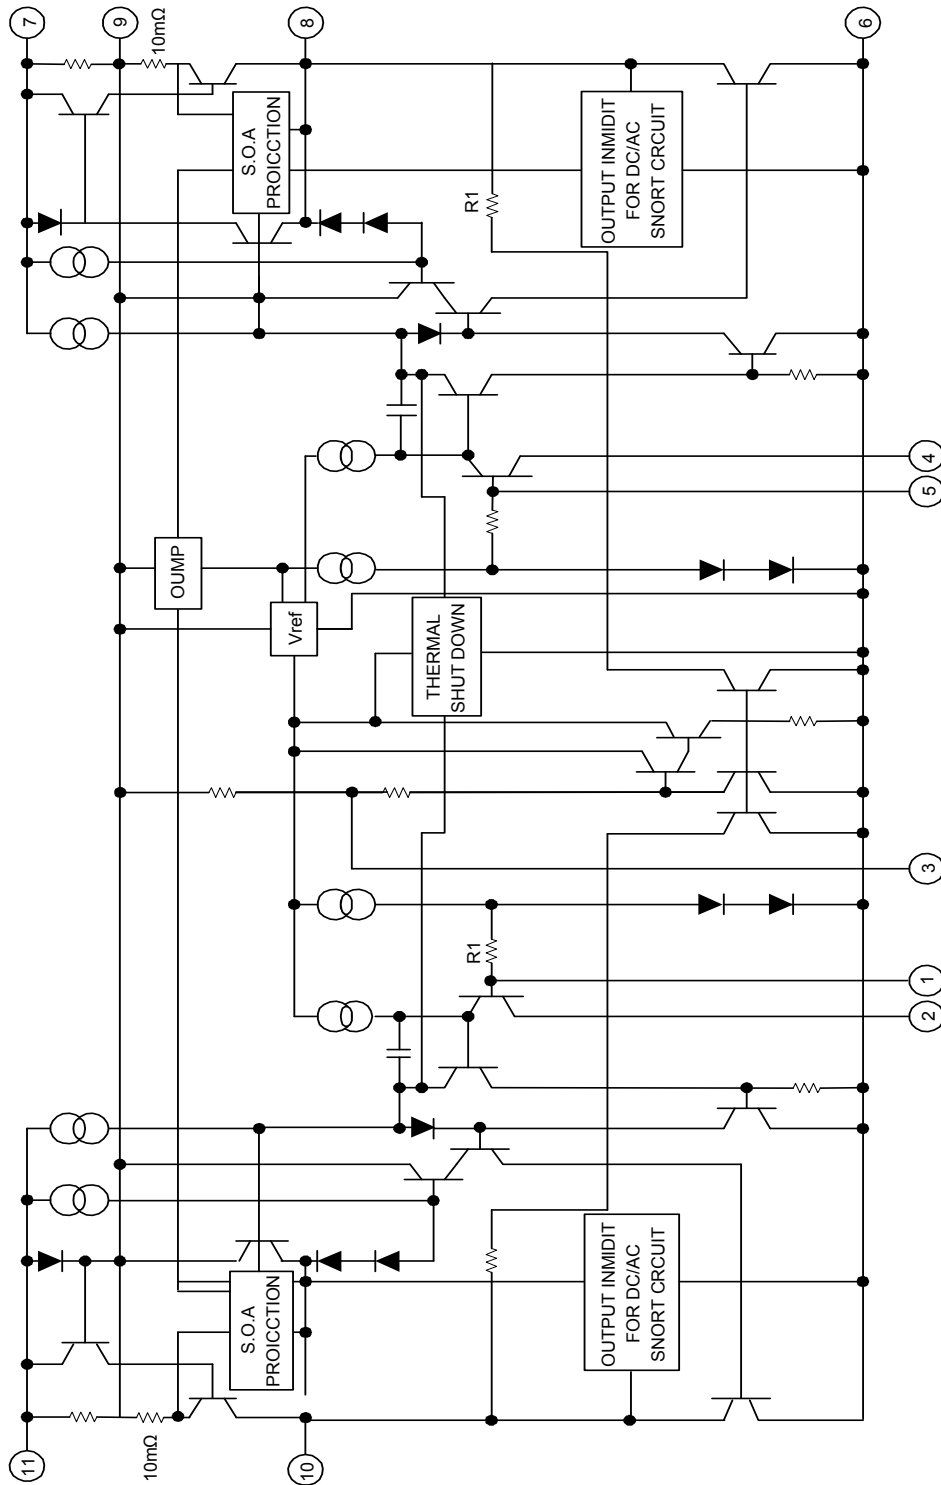 11
7
9
10mΩ
10mΩ
OUMP
S.O.A
PROICCTION
S.O.A
PROICCTION
Vref
10
8
THERMAL
SHUT DOWN
R1
R1
OUTPUT INMIDIT
FOR DC/AC
SNORT CRCUIT
OUTPUT INMIDIT
FOR DC/AC
SNORT CRCUIT
6
2
1
3
5
4